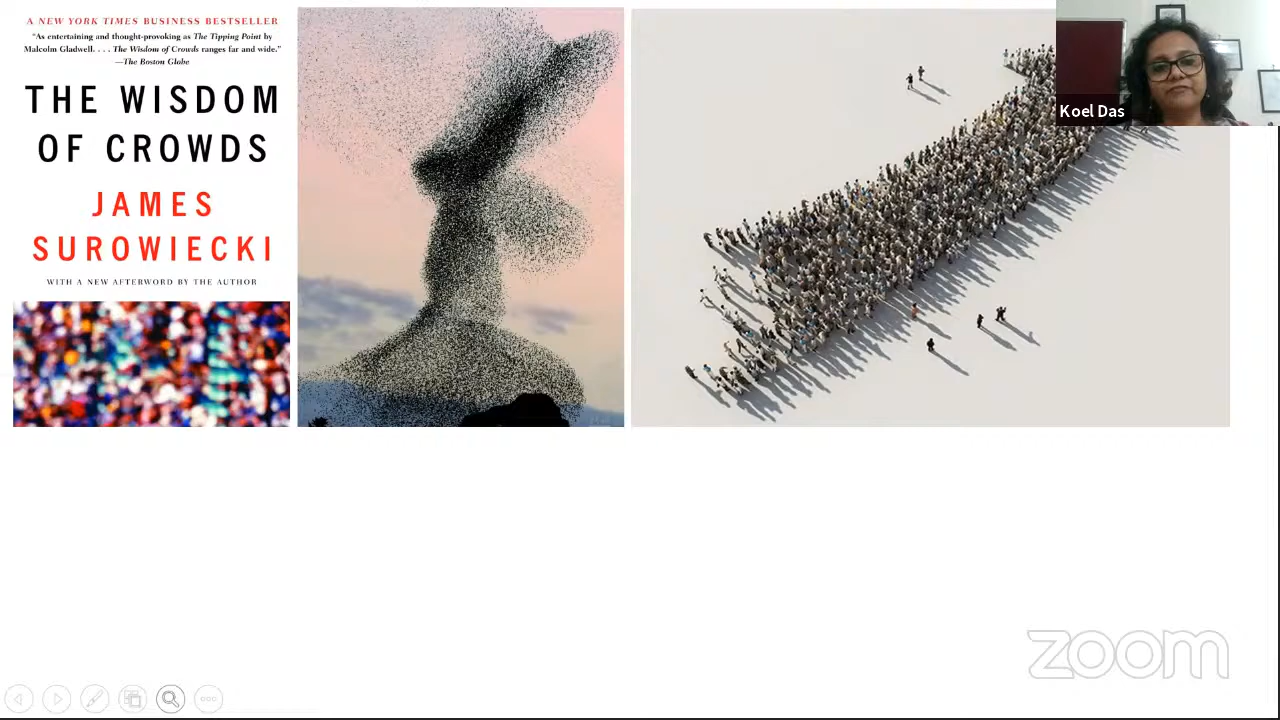 A NEW YORK TIMES BUSINESS BESTSELLER
"As entertaining and thought-provoking as The Tipping Point by
Malcolm Gladwell. . . . The Wisdom of Crowds ranges far and wide."
—The Boston Globe
THE WISDOM
OF CROWDS
JAMES
SUROWIECKI
WITH A NEW AFTERWORD BY THE AUTHOR
Koel Das
zoom